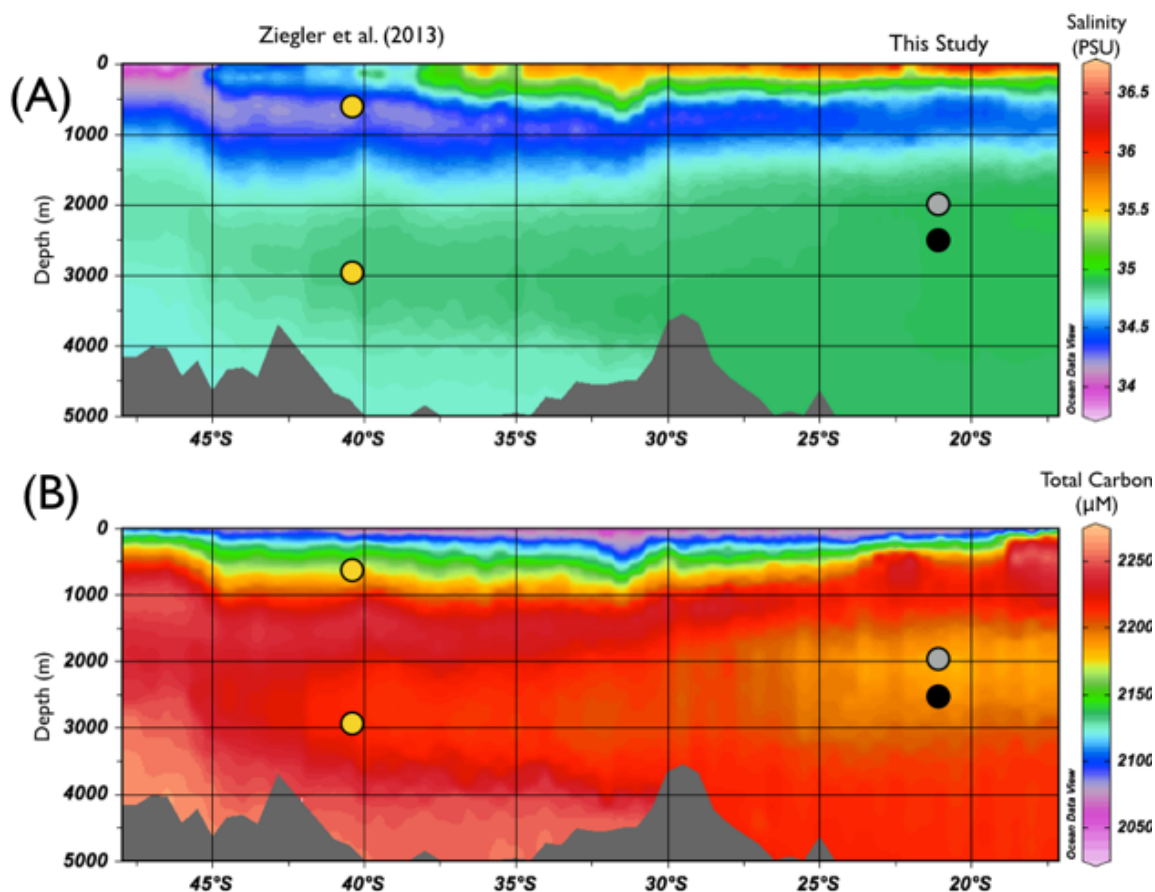 Ziegler et al. (2013)
This Study
Salinity
(PSU)
(A)
0
1000
2000
3000
4000
5000
Depth (m)
36.5
36
35.5
35
34.5
34
Ocean Data View
45°S
40°S
35°S
30°S
25°S
20°S
(B)
Total Carbon
(µM)
0
1000
2000
3000
4000
5000
Depth (m)
2250
2200
2150
2100
2050
Ocean Data View
45°S
40°S
35°S
30°S
25°S
20°S